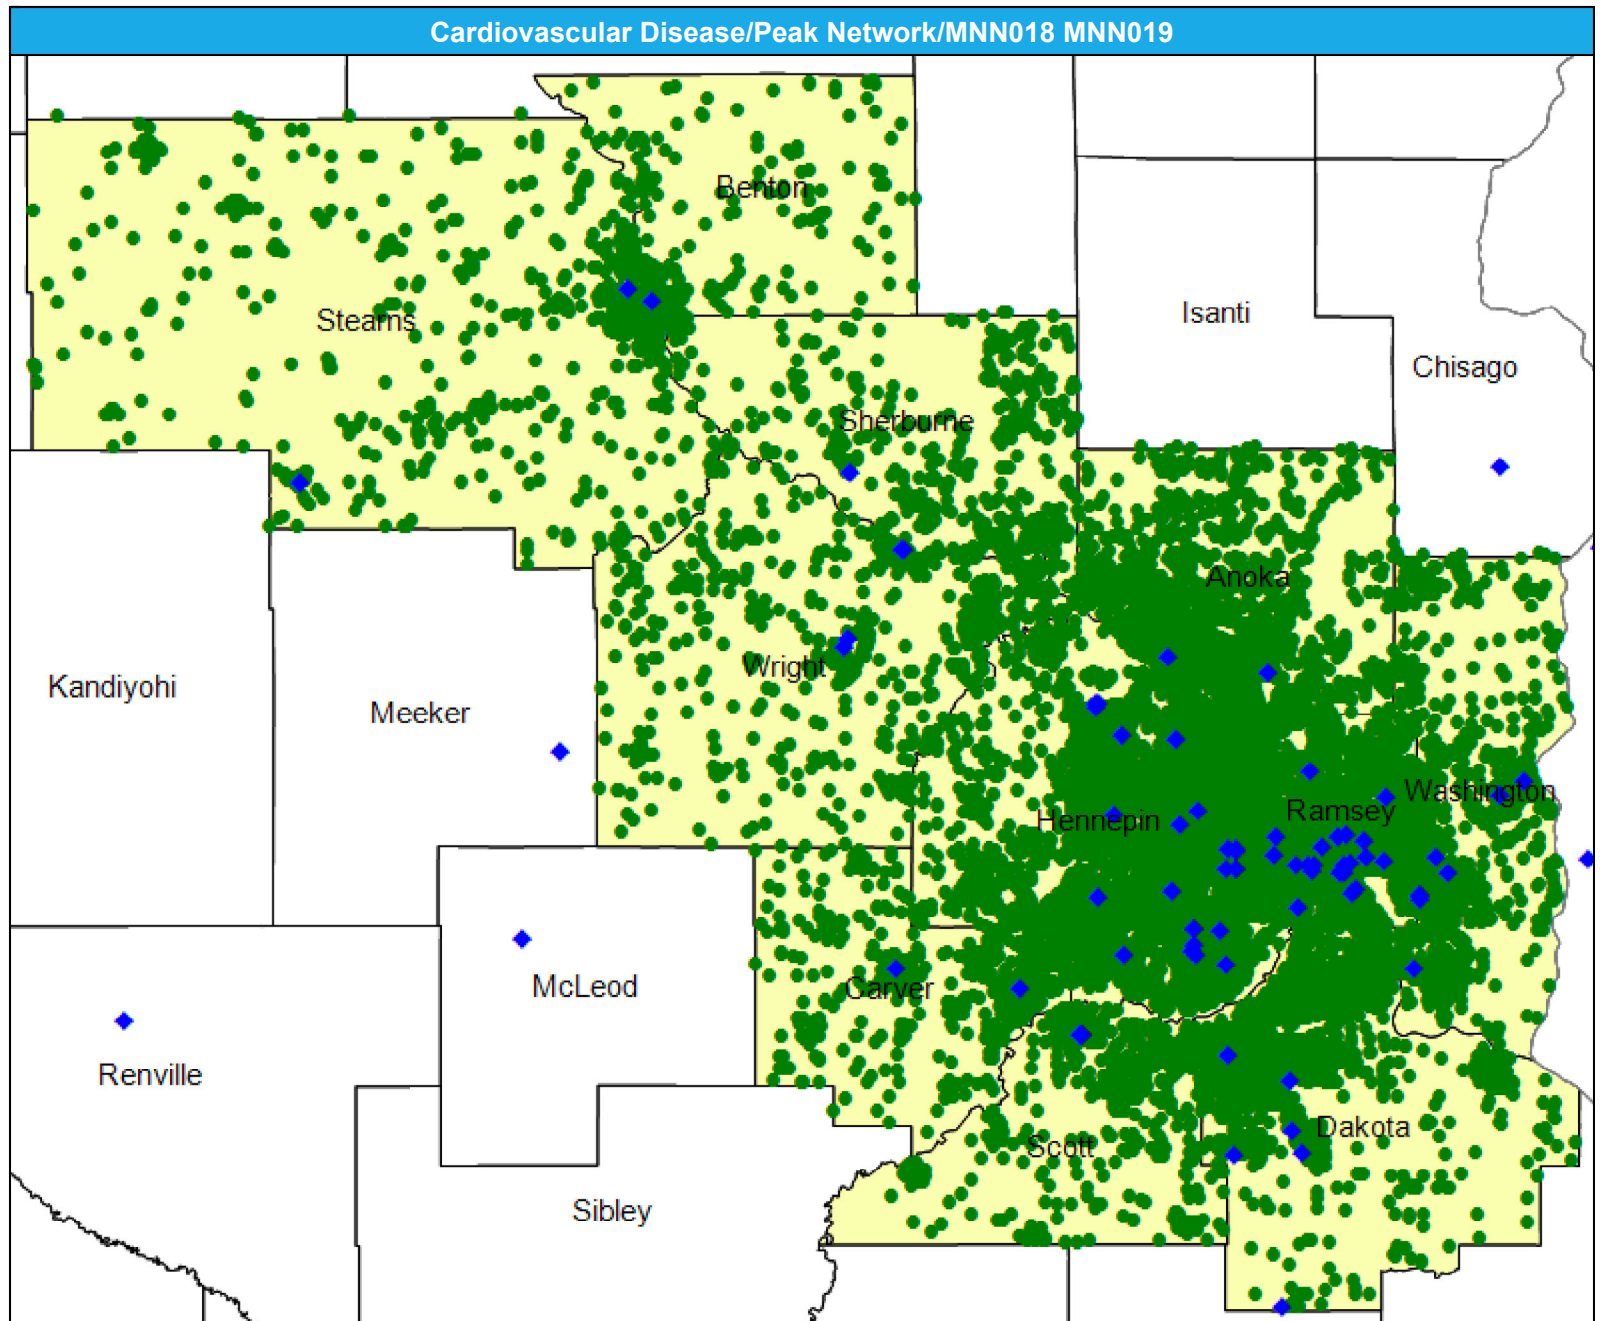 Cardiovascular Disease/Peak Network/MNN018 MNN019
Benton
Stearns
Isanti
Chisago
Sherburne
Anoka
Wright
Kandiyohi
Meeker
Washington
Ramsey
Hennepin
McLeod
Carver
Renville
Dakota
Scott
Sibley